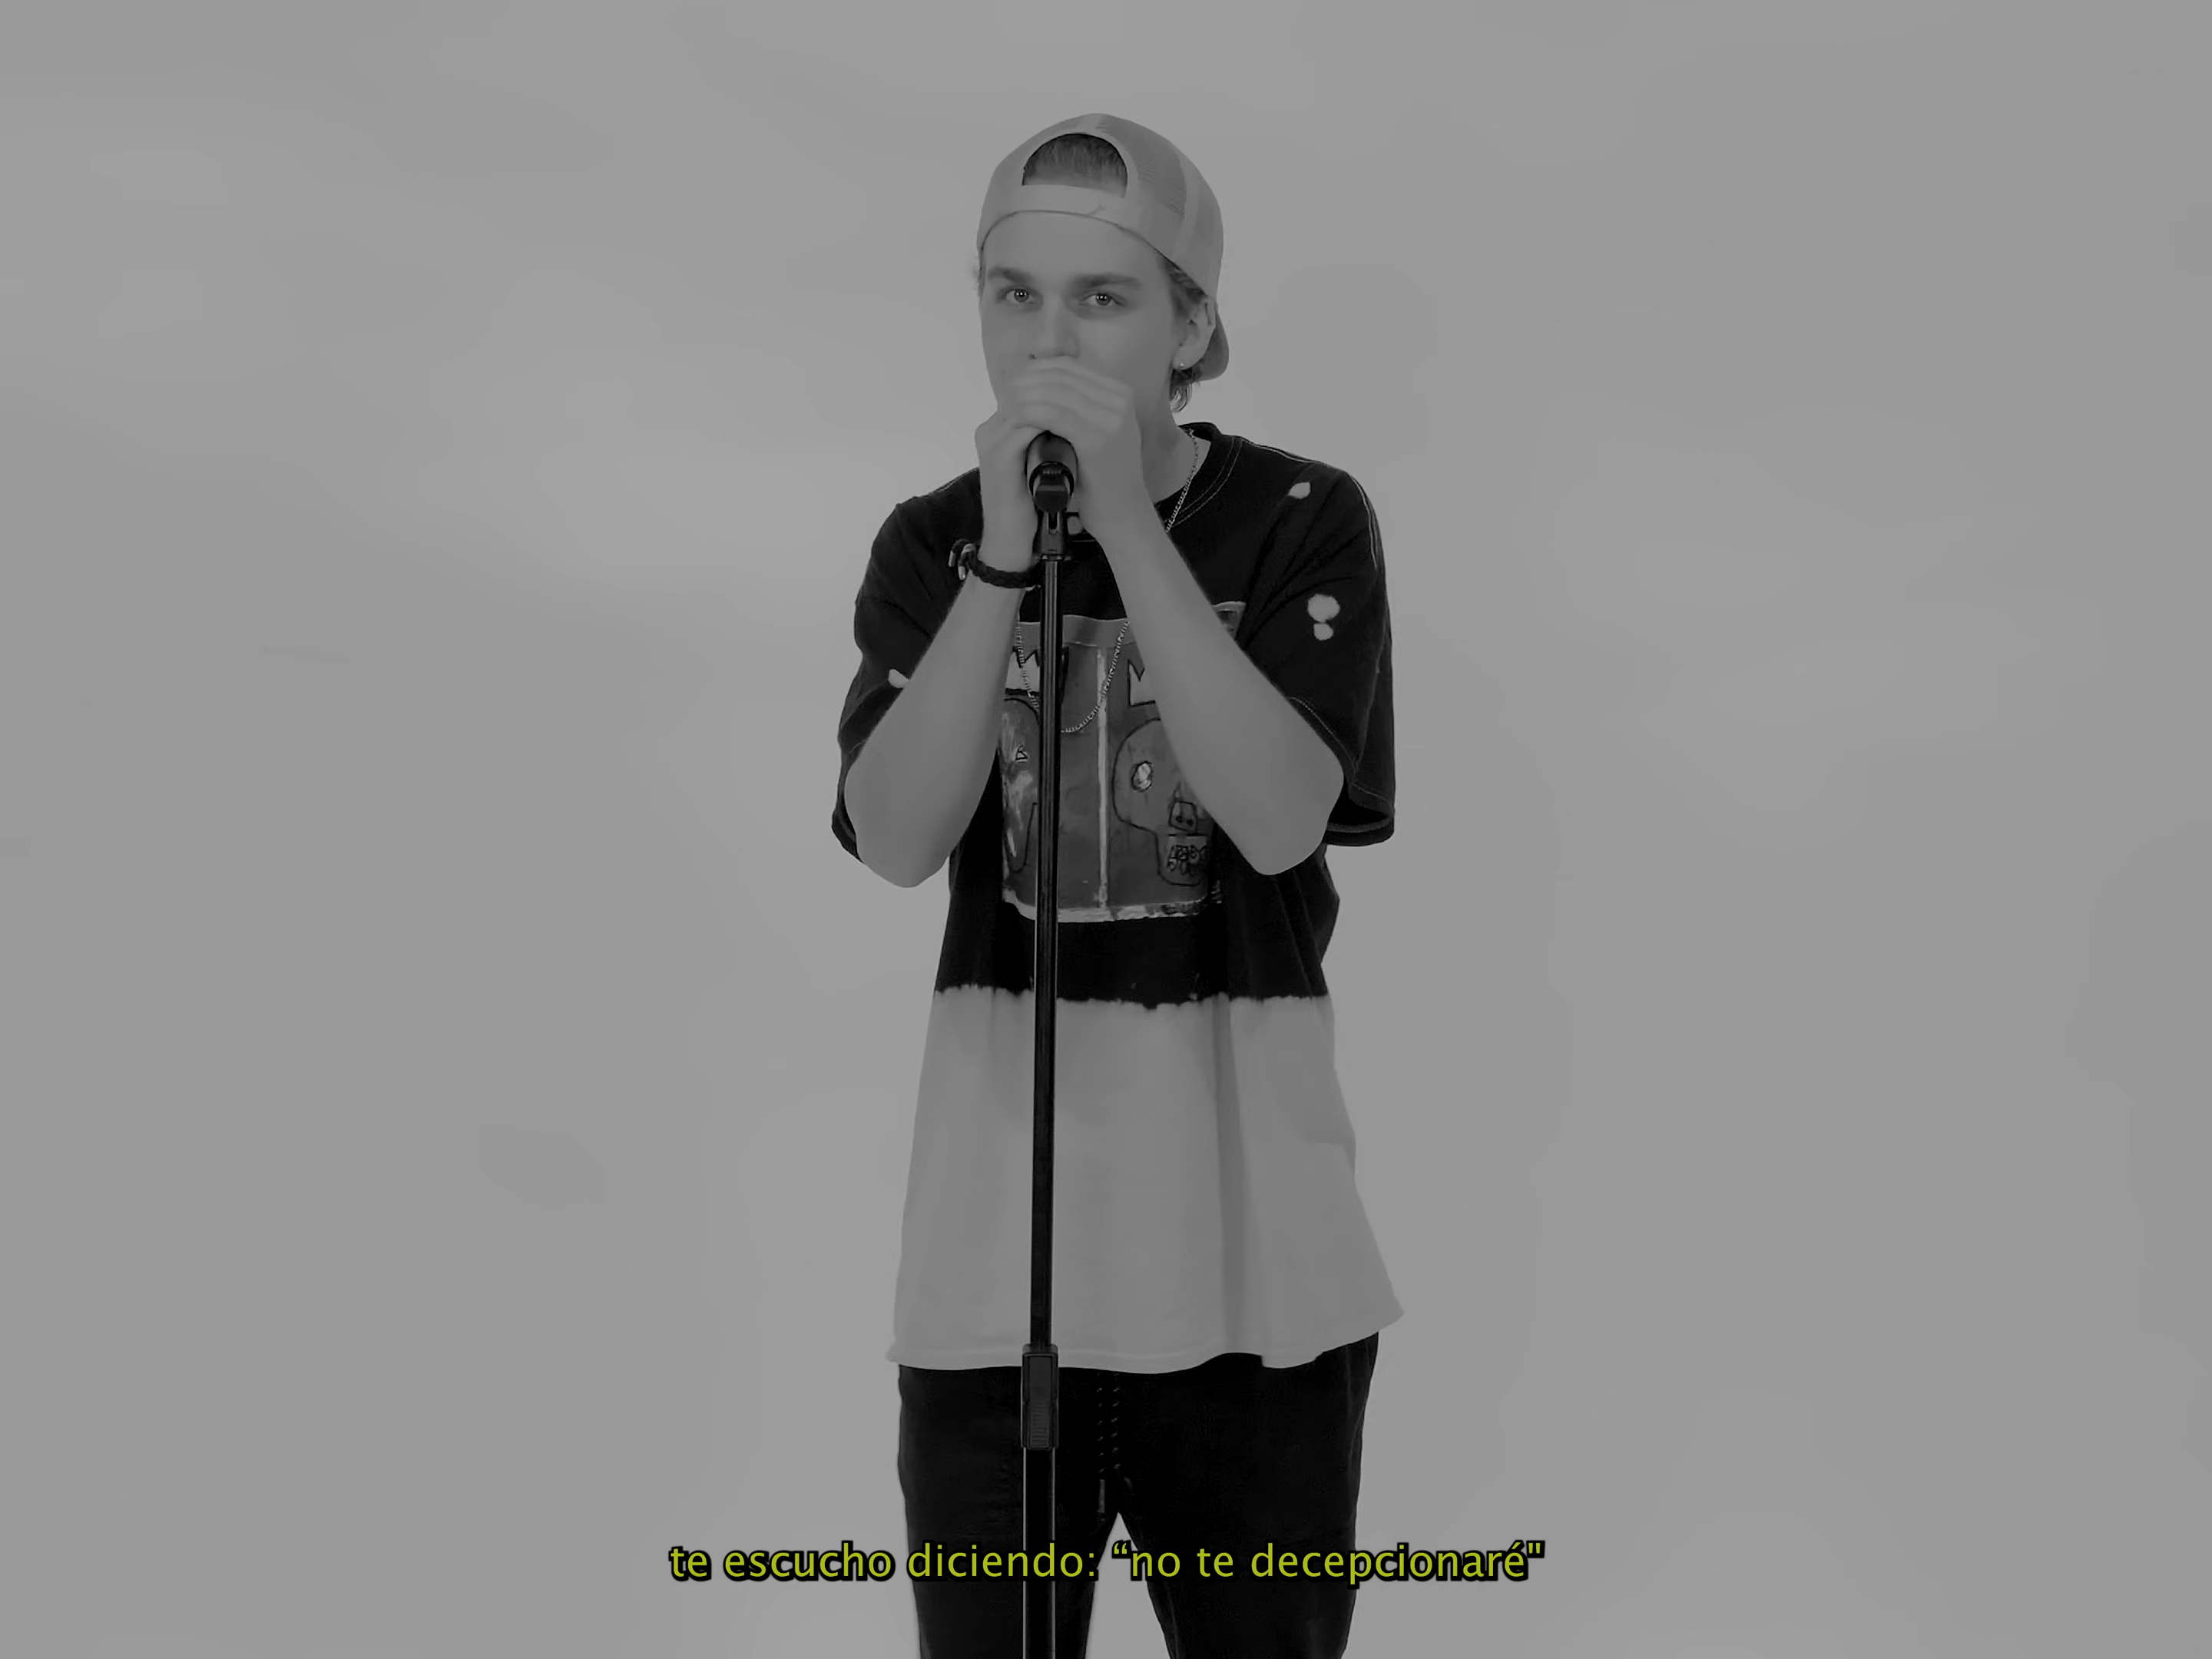 te escucho diciendo: “no te decepcionaré"